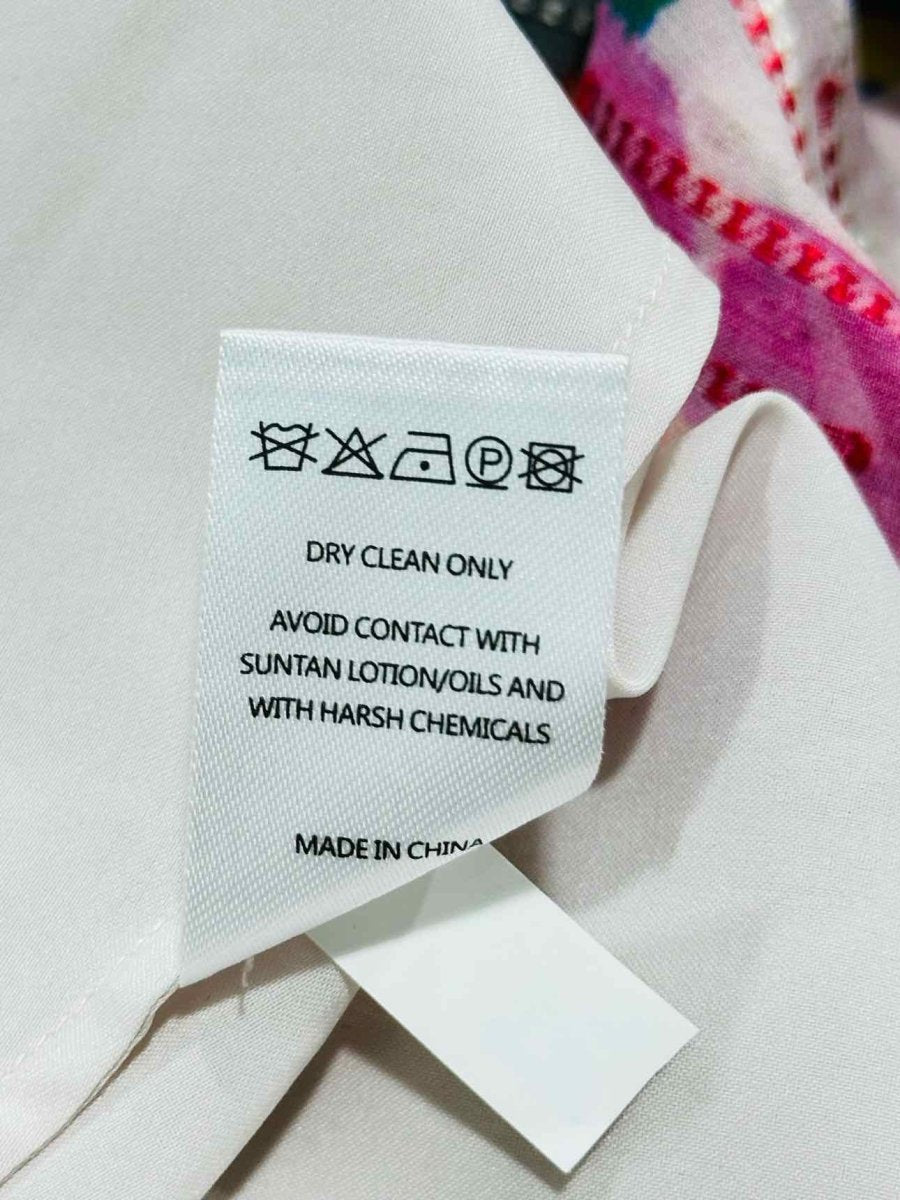 P
DRY CLEAN ONLY
AVOID CONTACT WITH
SUNTAN LOTION/OILS AND
WITH HARSH CHEMICALS
MADE IN CHINA